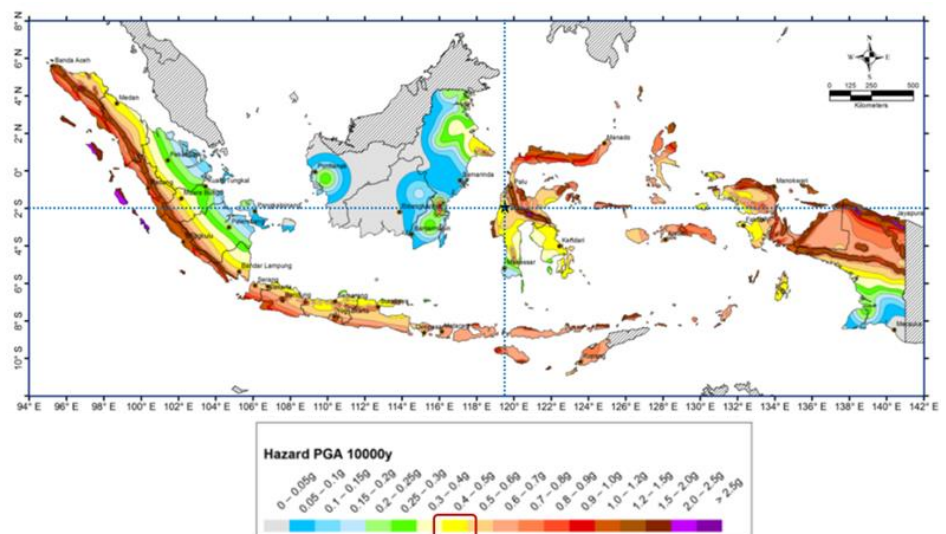 8° N
6° N
4° N
2° N
0°
2° S
4° S
6° S
8° S
10° S
Banda Aceh
Medan
Pekanbaru
Padang
Pontianak
Samarinda
Manado
Palu
Manokwari
Jayapura
Kendari
Makassar
Bandar Lampung
Serang
Kupang
Merauke
N
W
E
S
0 125 250 500
Kilometers
94° E 96° E 98° E 100° E 102° E 104° E 106° E 108° E 110° E 112° E 114° E 116° E 118° E 120° E 122° E 124° E 126° E 128° E 130° E 132° E 134° E 136° E 138° E 140° E 142° E
Hazard PGA 10000y
0 – 0.05g
0.05 – 0.1g
0.1 – 0.15g
0.15 – 0.2g
0.2 – 0.25g
0.25 – 0.3g
0.3 – 0.4g
0.4 – 0.5g
0.5 – 0.6g
0.6 – 0.7g
0.7 – 0.8g
0.8 – 0.9g
0.9 – 1.0g
1.0 – 1.2g
1.2 – 1.5g
1.5 – 2.0g
2.0 – 2.5g
> 2.5g